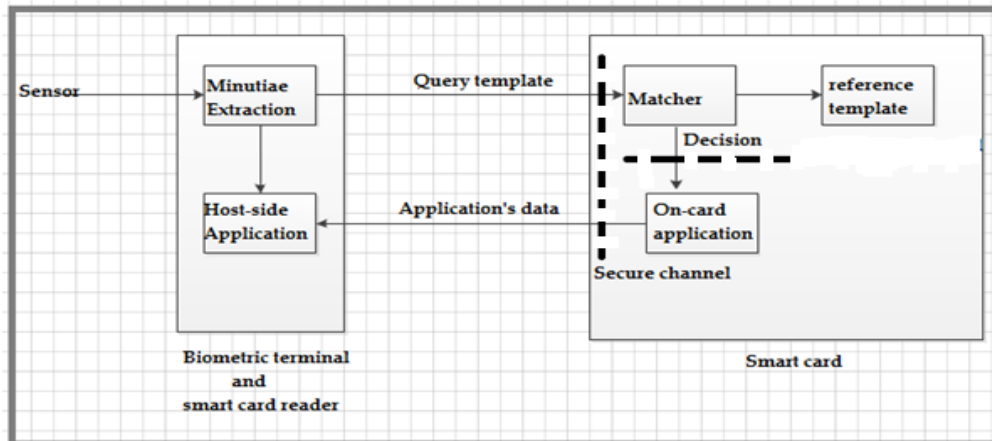 Sensor
Minutiae
Extraction
Query template
Matcher
reference
template
Decision
Host-side
Application
Application's data
On-card
application
Secure channel
Biometric terminal
and
smart card reader
Smart card